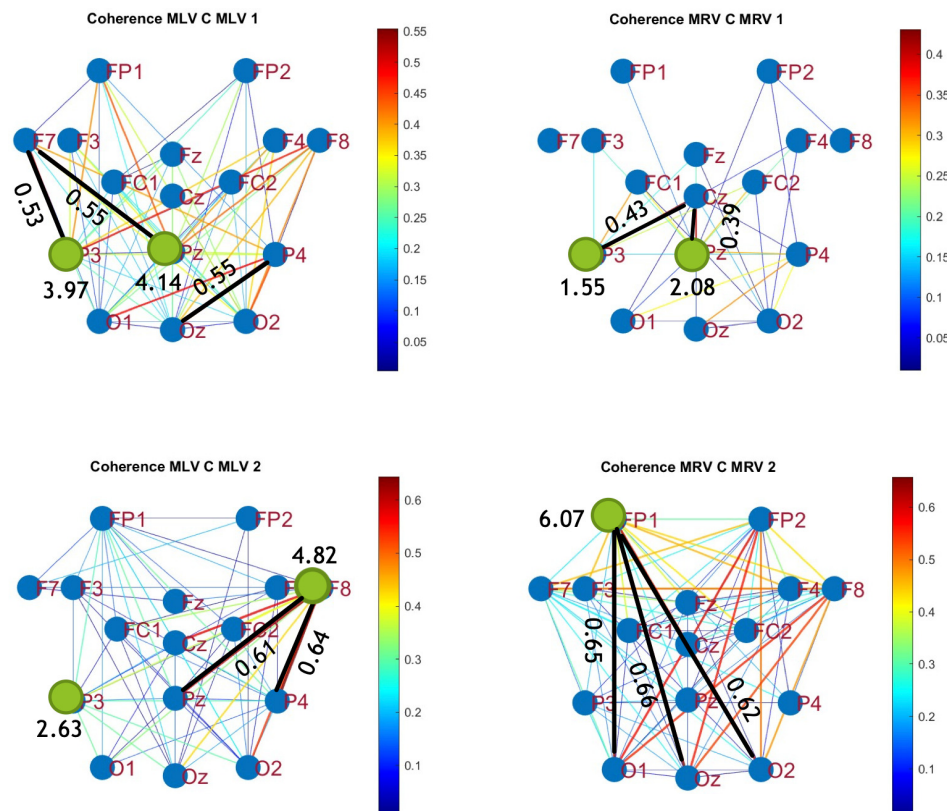 Coherence MLV C MLV 1
FP1
FP2
F7
F3
F4
F8
Fz
FC1
FC2
Cz
P3
Pz
P4
O1
Oz
O2
0.53
0.55
0.55
3.97
4.14
0.55
0.5
0.45
0.4
0.35
0.3
0.25
0.2
0.15
0.1
0.05
Coherence MRV C MRV 1
FP1
FP2
F7
F3
F4
F8
Fz
FC1
FC2
Cz
P3
Pz
P4
O1
Oz
O2
0.43
0.39
1.55
2.08
0.4
0.35
0.3
0.25
0.2
0.15
0.1
0.05
Coherence MLV C MLV 2
FP1
FP2
4.82
F7
F3
F8
Fz
FC1
FC2
Cz
P3
Pz
P4
O1
Oz
O2
0.61
0.64
2.63
0.6
0.5
0.4
0.3
0.2
0.1
Coherence MRV C MRV 2
6.07
FP1
FP2
F7
F3
F4
F8
Fz
FC1
FC2
Cz
P3
Pz
P4
O1
Oz
O2
0.65
0.66
0.62
0.6
0.5
0.4
0.3
0.2
0.1